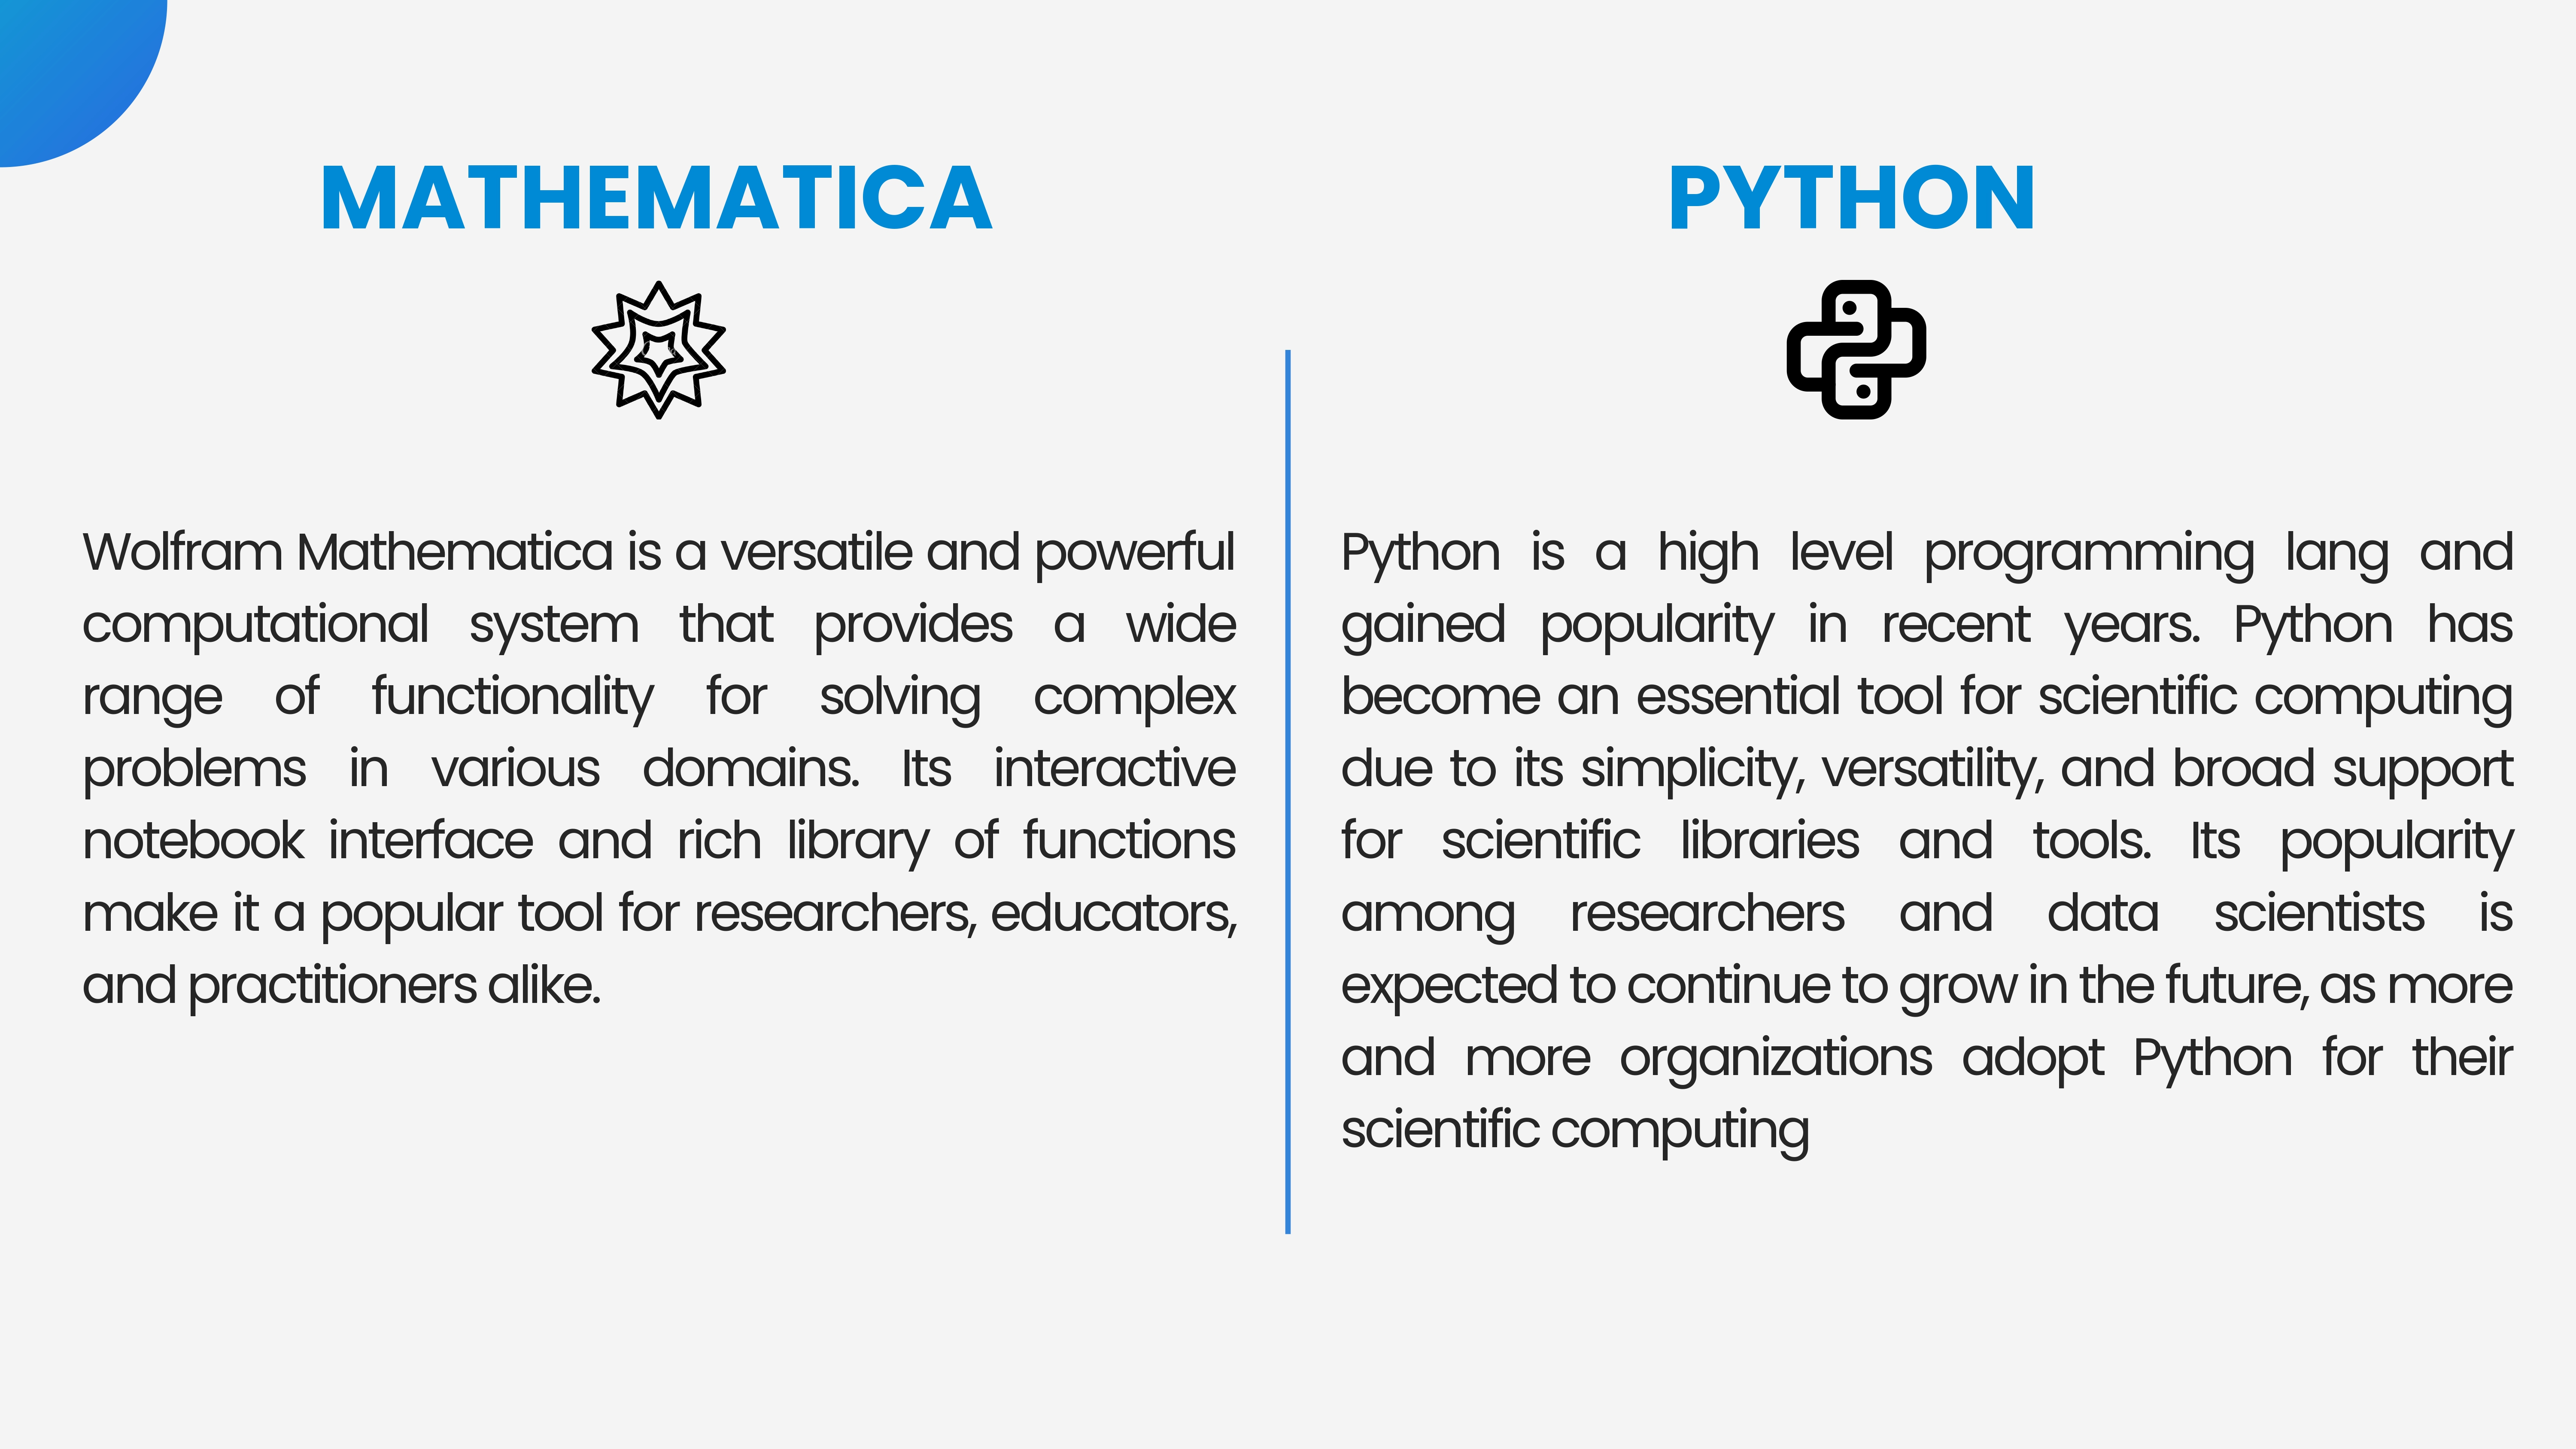 MATHEMATICA
Wolfram Mathematica is a versatile and powerful
computational system that provides a wide
range of functionality for solving complex
problems in various domains. Its interactive
notebook interface and rich library of functions
make it a popular tool for researchers, educators,
and practitioners alike.
PYTHON
Python is a high level programming lang and
gained popularity in recent years. Python has
become an essential tool for scientific computing
due to its simplicity, versatility, and broad support
for scientific libraries and tools. Its popularity
among researchers and data scientists is
expected to continue to grow in the future, as more
and more organizations adopt Python for their
scientific computing